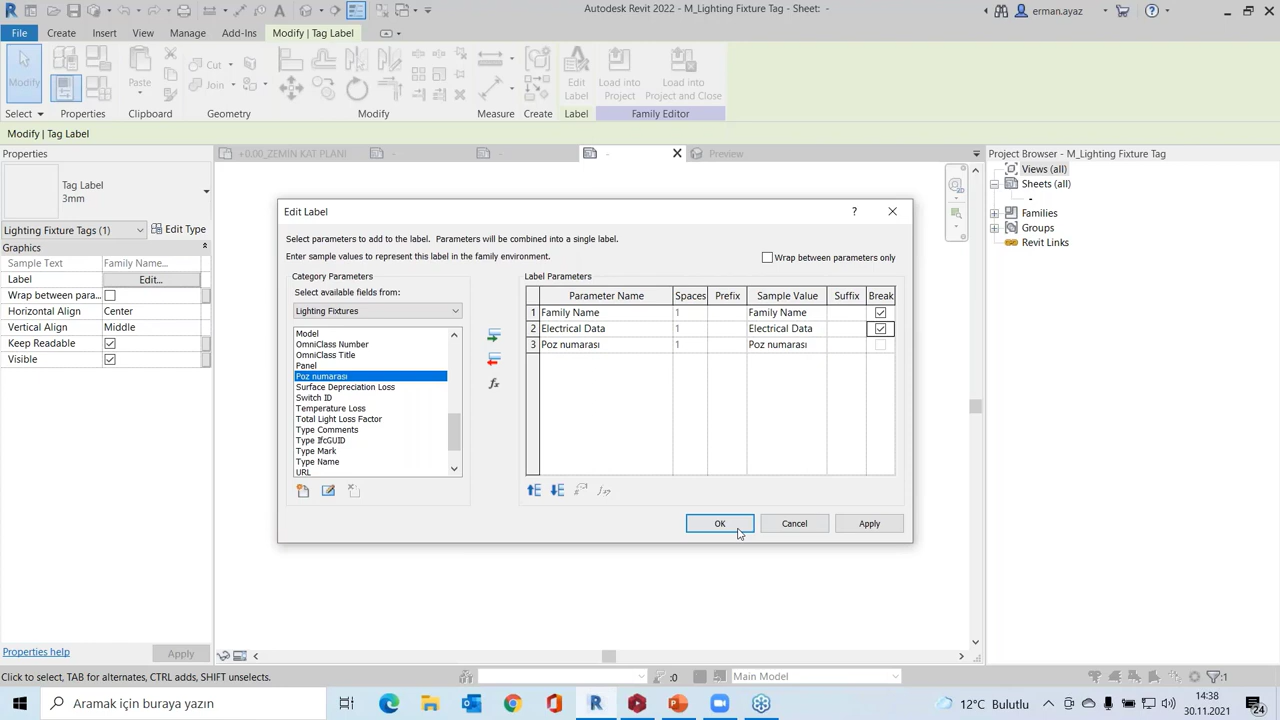 Autodesk Revit 2022 - M_Lighting Fixture Tag - Sheet: -
erman.ayaz
File Create Insert View Manage Add-Ins Modify | Tag Label
Modify
Cut
Join
Paste
Edit Label
Load into Project
Load into Project and Close
Select Properties Clipboard Geometry Modify Measure Create Label Family Editor
Modify | Tag Label
Properties
+0.00_ZEMİN KAT PLANI - - - Preview
Project Browser - M_Lighting Fixture Tag
Tag Label
3mm
Lighting Fixture Tags (1) Edit Type
Graphics
Sample Text Family Name...
Label Edit...
Wrap between para...
Horizontal Align Center
Vertical Align Middle
Keep Readable
Visible
Properties help Apply
Views (all)
Sheets (all)
-
Families
Groups
Revit Links
Edit Label
?
Select parameters to add to the label. Parameters will be combined into a single label.
Enter sample values to represent this label in the family environment.
Wrap between parameters only
Category Parameters
Select available fields from:
Lighting Fixtures
Model
OmniClass Number
OmniClass Title
Panel
Poz numarası
Surface Depreciation Loss
Switch ID
Temperature Loss
Total Light Loss Factor
Type Comments
Type IfcGUID
Type Mark
Type Name
URL
fx
Label Parameters
Parameter Name Spaces Prefix Sample Value Suffix Break
1 Family Name 1 Family Name
2 Electrical Data 1 Electrical Data
3 Poz numarası 1 Poz numarası
OK Cancel Apply
Click to select, TAB for alternates, CTRL adds, SHIFT unselects.
:0
Main Model
:1
Aramak için buraya yazın
12°C Bulutlu
14:38
30.11.2021
24